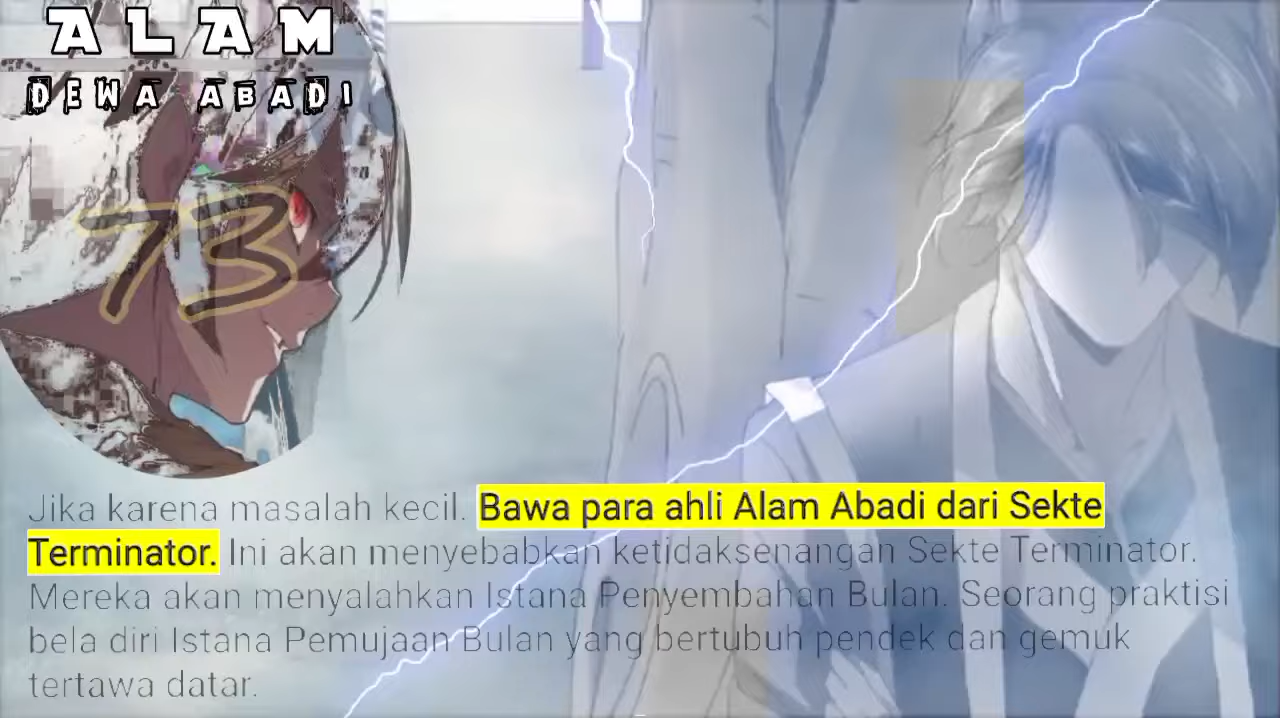 ALAM
DEWA ABADI
73
Jika karena masalah kecil. Bawa para ahli Alam Abadi dari Sekte
Terminator. Ini akan menyebabkan ketidaksenangan Sekte Terminator.
Mereka akan menyalahkan Istana Penyembahan Bulan. Seorang praktisi
bela diri Istana Pemujaan Bulan yang bertubuh pendek dan gemuk
tertawa datar.